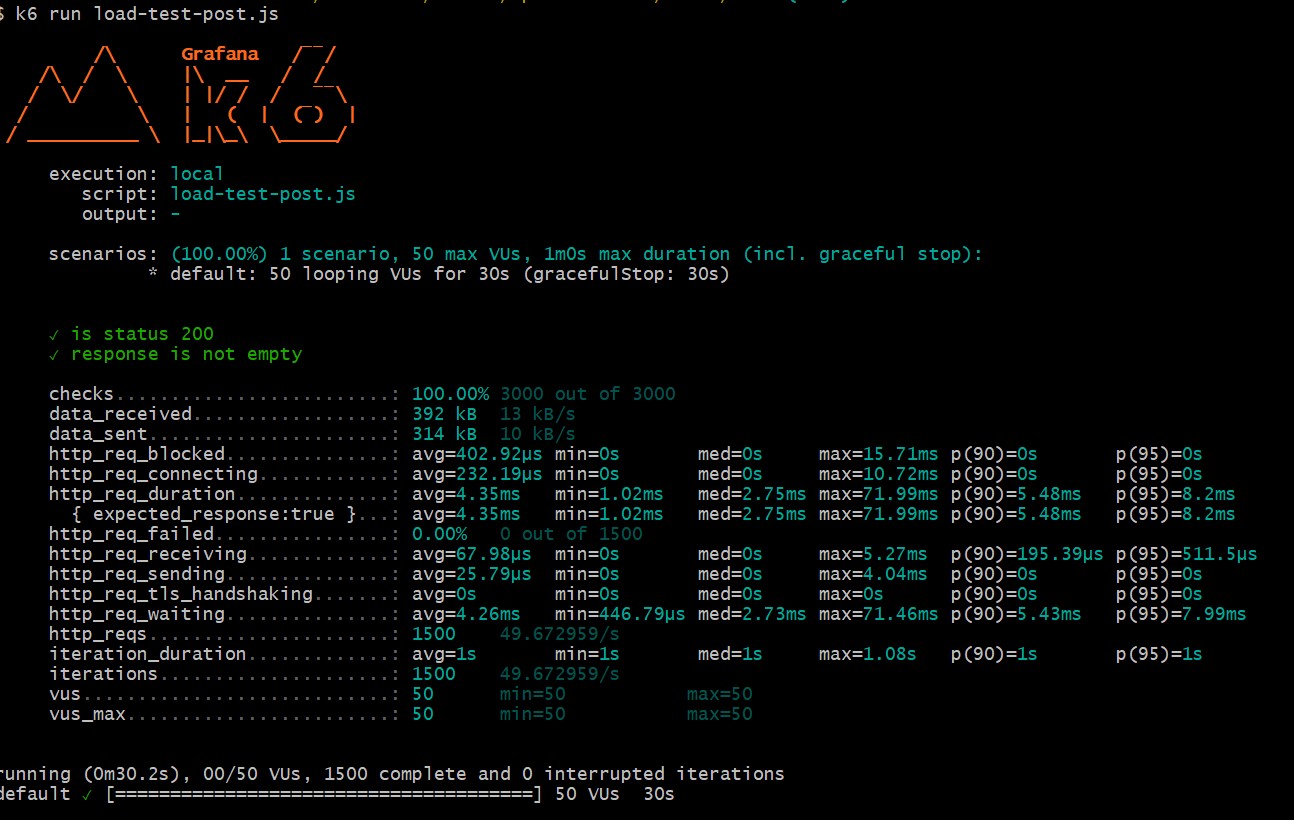 $ k6 run load-test-post.js
Grafana
k6
execution: local
script: load-test-post.js
output: -
scenarios: (100.00%) 1 scenario, 50 max VUs, 1m0s max duration (incl. graceful stop):
* default: 50 looping VUs for 30s (gracefulStop: 30s)
✓ is status 200
✓ response is not empty
checks.........................: 100.00% 3000 out of 3000
data_received..................: 392 kB 13 kB/s
data_sent......................: 314 kB 10 kB/s
http_req_blocked...............: avg=402.92µs min=0s med=0s max=15.71ms p(90)=0s p(95)=0s
http_req_connecting............: avg=232.19µs min=0s med=0s max=10.72ms p(90)=0s p(95)=0s
http_req_duration..............: avg=4.35ms min=1.02ms med=2.75ms max=71.99ms p(90)=5.48ms p(95)=8.2ms
{ expected_response:true }...: avg=4.35ms min=1.02ms med=2.75ms max=71.99ms p(90)=5.48ms p(95)=8.2ms
http_req_failed................: 0.00% 0 out of 1500
http_req_receiving.............: avg=67.98µs min=0s med=0s max=5.27ms p(90)=195.39µs p(95)=511.5µs
http_req_sending...............: avg=25.79µs min=0s med=0s max=4.04ms p(90)=0s p(95)=0s
http_req_tls_handshaking.......: avg=0s min=0s med=0s max=0s p(90)=0s p(95)=0s
http_req_waiting...............: avg=4.26ms min=446.79µs med=2.73ms max=71.46ms p(90)=5.43ms p(95)=7.99ms
http_reqs......................: 1500 49.672959/s
iteration_duration.............: avg=1s min=1s med=1s max=1.08s p(90)=1s p(95)=1s
iterations.....................: 1500 49.672959/s
vus............................: 50 min=50 max=50
vus_max........................: 50 min=50 max=50
running (0m30.2s), 00/50 VUs, 1500 complete and 0 interrupted iterations
default ✓ [======================================] 50 VUs 30s